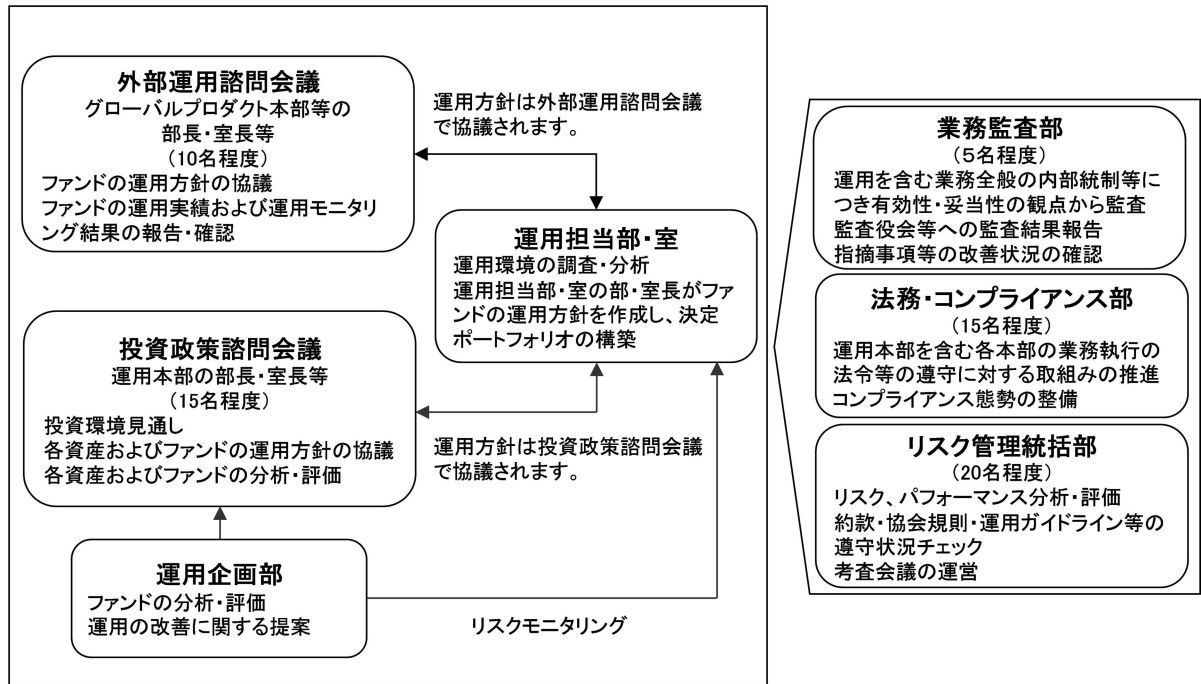 外部運用諮問会議
グローバルプロダクト本部等の
部長・室長等
(10名程度)
ファンドの運用方針の協議
ファンドの運用実績および運用モニタリ
ング結果の報告・確認
運用方針は外部運用諮問会議
で協議されます。
運用担当部・室
運用環境の調査・分析
運用担当部・室の部・室長がファ
ンドの運用方針を作成し、決定
ポートフォリオの構築
投資政策諮問会議
運用本部の部長・室長等
(15名程度)
投資環境見通し
各資産およびファンドの運用方針の協議
各資産およびファンドの分析・評価
運用方針は投資政策諮問会議
で協議されます。
運用企画部
ファンドの分析・評価
運用の改善に関する提案
リスクモニタリング
業務監査部
(5名程度)
運用を含む業務全般の内部統制等に
つき有効性・妥当性の観点から監査
監査役会等への監査結果報告
指摘事項等の改善状況の確認
法務・コンプライアンス部
(15名程度)
運用本部を含む各本部の業務執行の
法令等の遵守に対する取組みの推進
コンプライアンス態勢の整備
リスク管理統括部
(20名程度)
リスク、パフォーマンス分析・評価
約款・協会規則・運用ガイドライン等の
遵守状況チェック
考査会議の運営